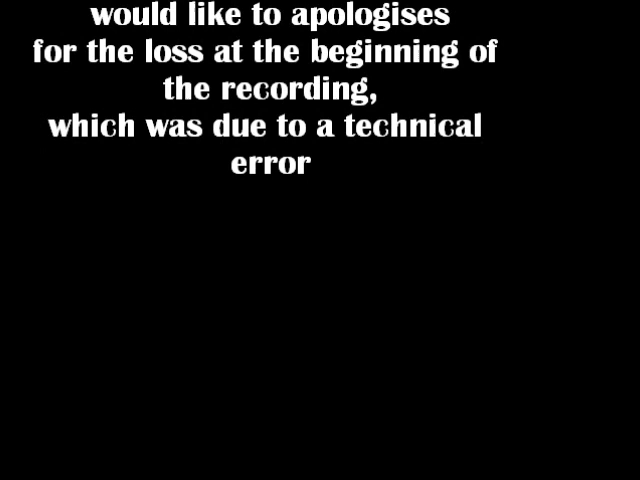 would like to apologises
for the loss at the beginning of
the recording,
which was due to a technical
error